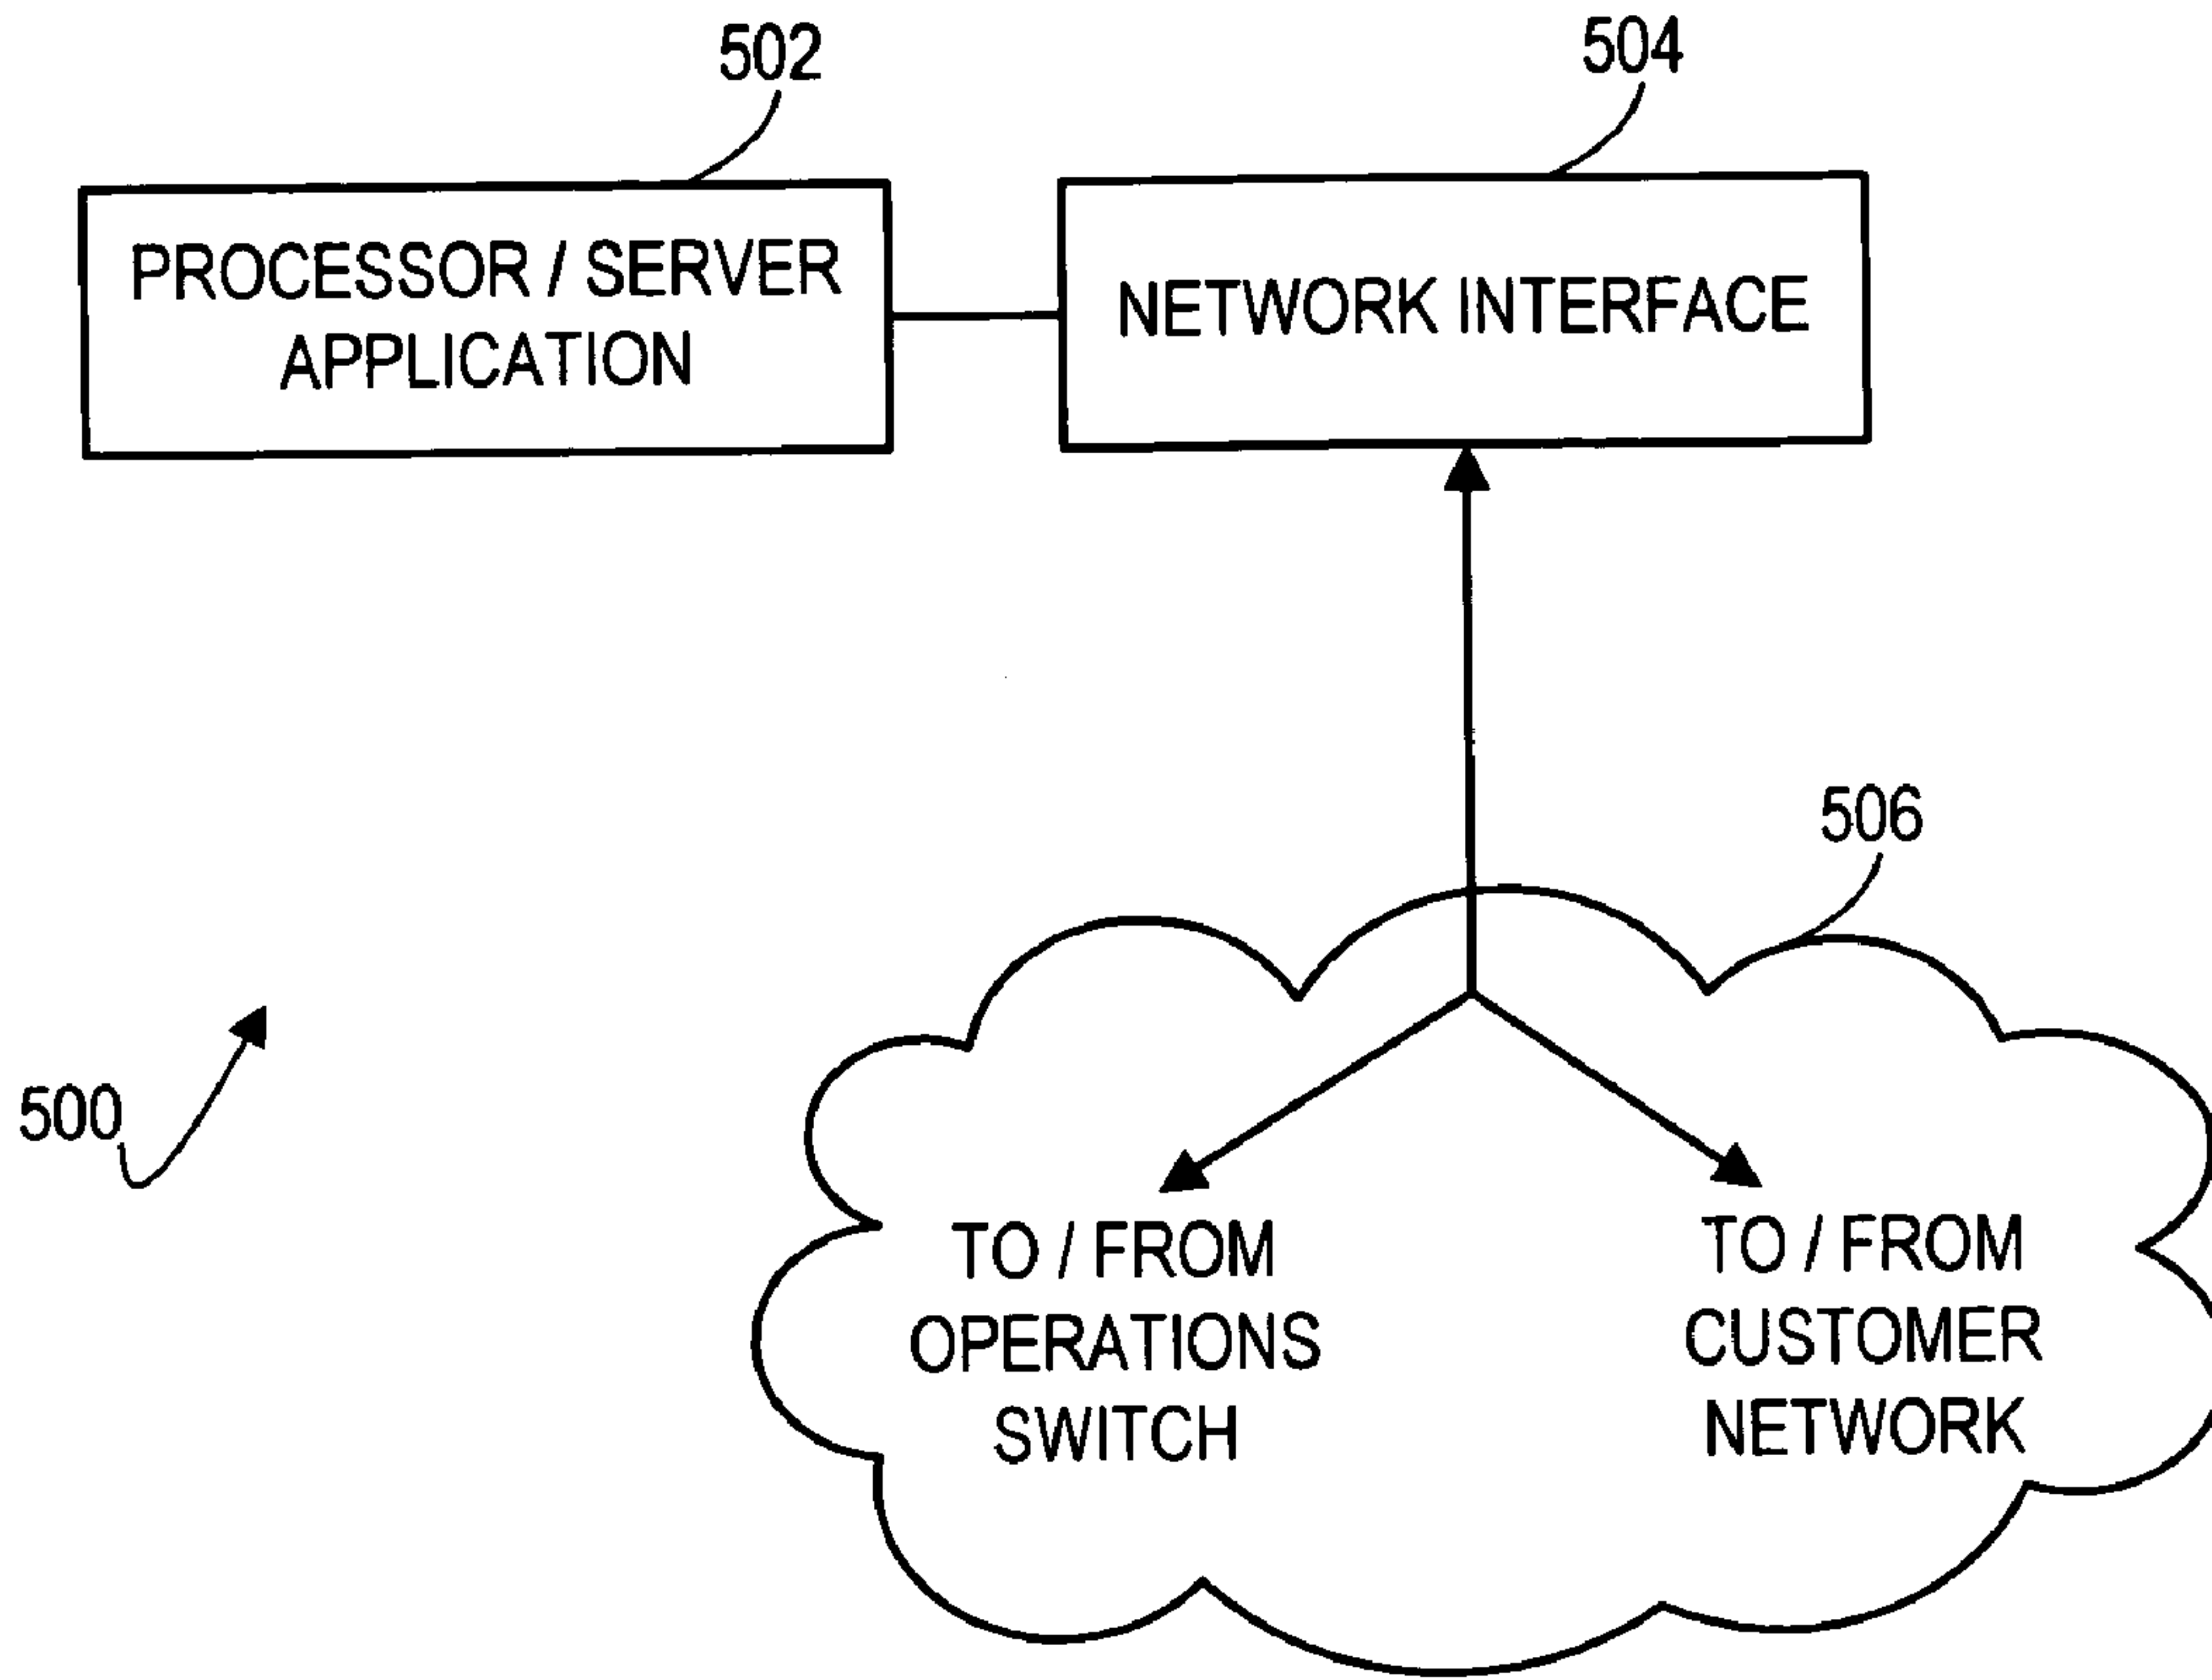 502
504
PROCESSOR / SERVER
APPLICATION
NETWORK INTERFACE
506
500
TO / FROM
OPERATIONS
SWITCH
TO / FROM
CUSTOMER
NETWORK